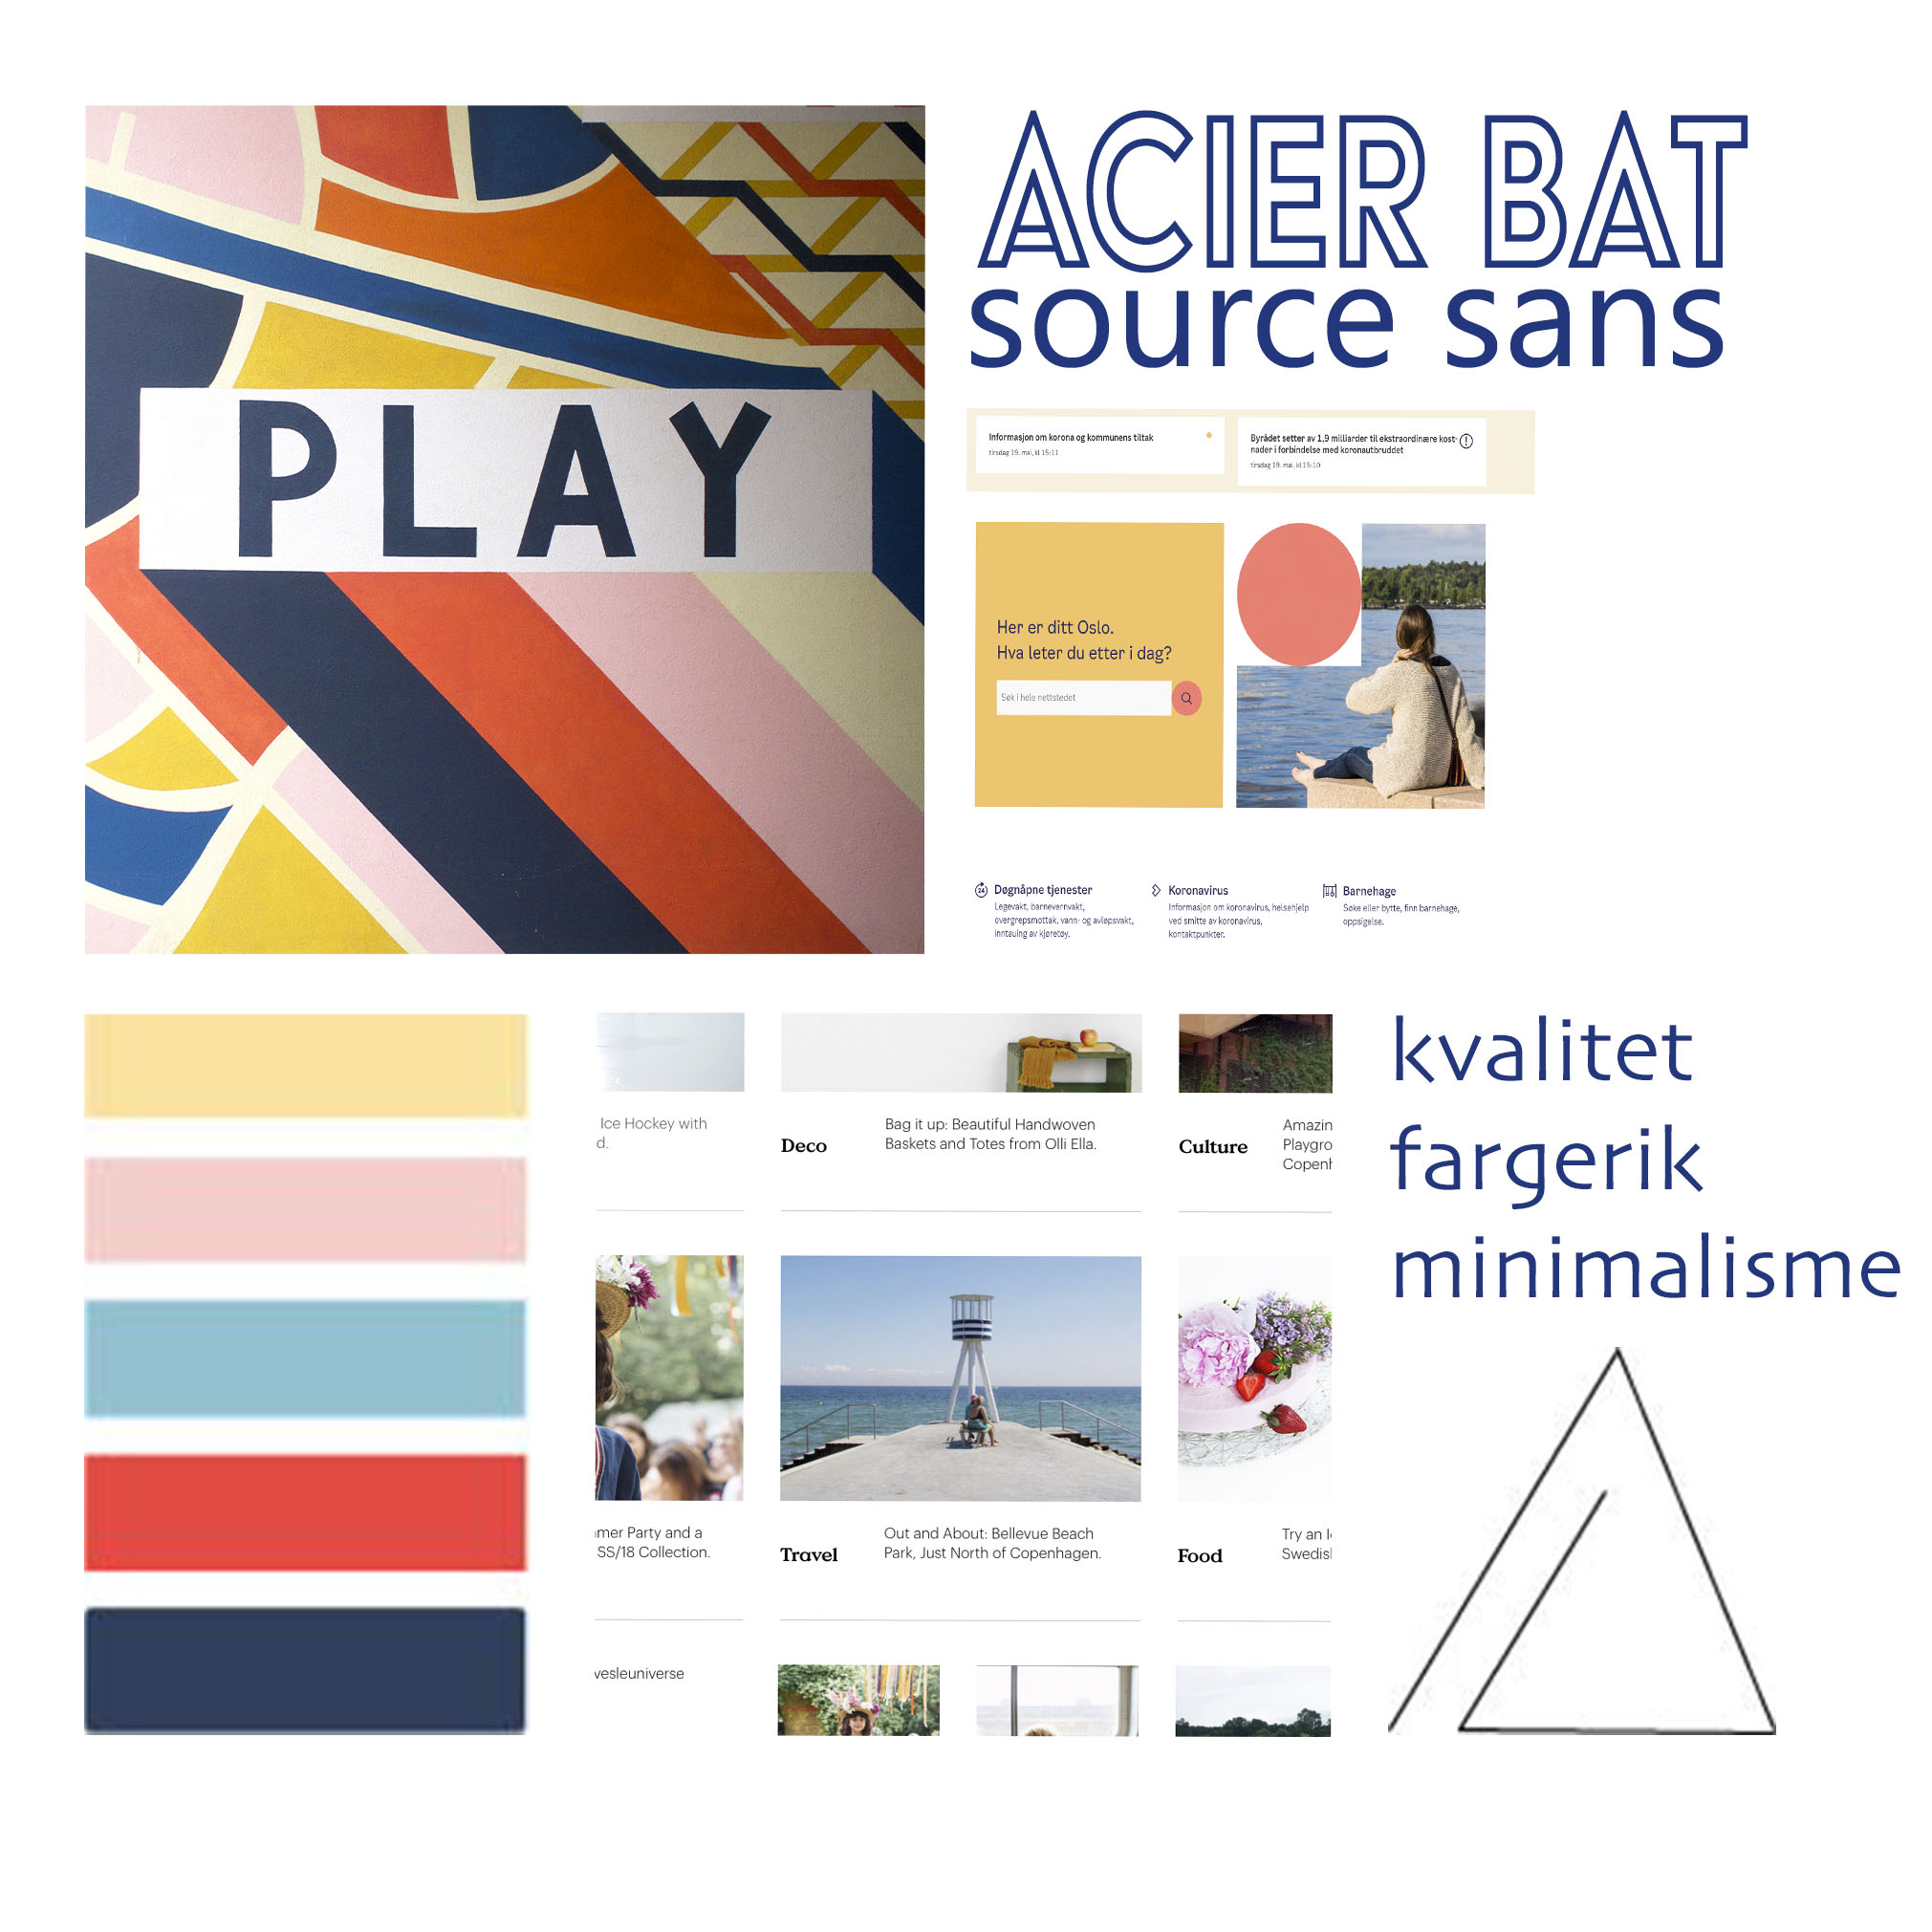 PLAY
ACIER BAT
source sans
Informasjon om korona og kommunens tiltak
tirsdag 19. mai, kl 15:11
Byrådet setter av 1,9 milliarder til ekstraordinære kost-
nader i forbindelse med koronautbruddet
tirsdag 19. mai, kl 15:10
Her er ditt Oslo.
Hva leter du etter i dag?
Søk i hele nettstedet
24
Døgnåpne tjenester
Legevakt, barnevernvakt,
overgrepsmottak, vann- og avløpsvakt,
inntauing av kjøretøy.
Koronavirus
Informasjon om koronavirus, helsehjelp
ved smitte av koronavirus,
kontaktpunkter.
Barnehage
Søke eller bytte, finn barnehage,
oppsigelse.
Ice Hockey with
d.
Deco
Bag it up: Beautiful Handwoven
Baskets and Totes from Olli Ella.
Culture
Amazin
Playgro
Copenh
mer Party and a
SS/18 Collection.
Travel
Out and About: Bellevue Beach
Park, Just North of Copenhagen.
Food
Try an I
Swedis
vesleuniverse
kvalitet
fargerik
minimalisme